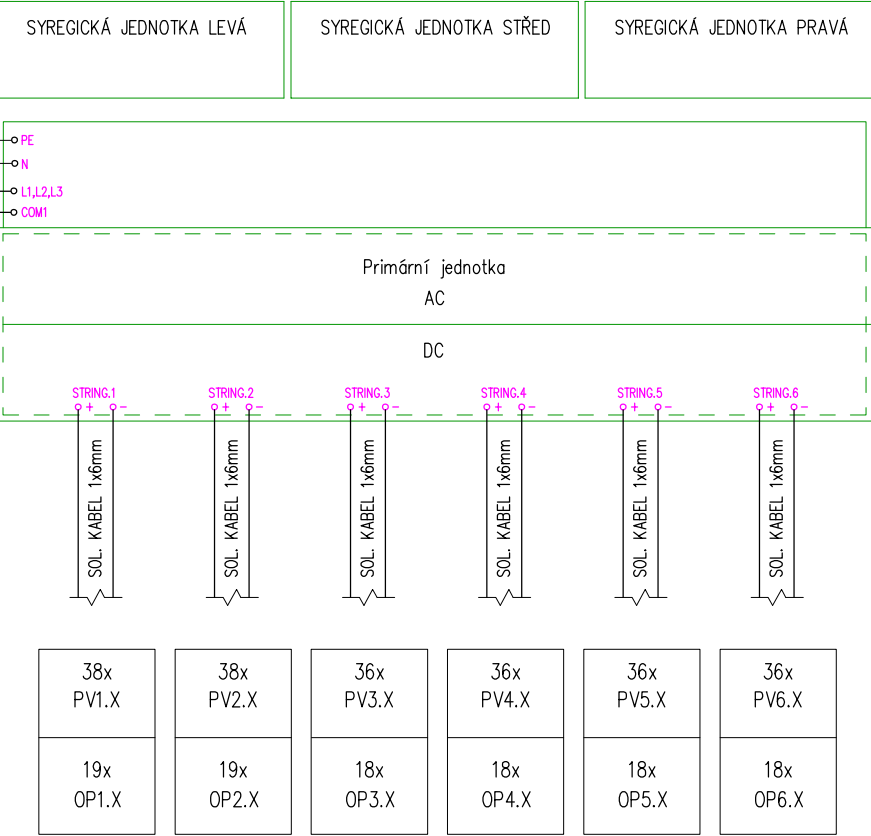 SYREGICKÁ JEDNOTKA LEVÁ
SYREGICKÁ JEDNOTKA STŘED
SYREGICKÁ JEDNOTKA PRAVÁ
PE
N
L1,L2,L3
COM1
Primární jednotka
AC
DC
STRING.1
+ -
STRING.2
+ -
STRING.3
+ -
STRING.4
+ -
STRING.5
+ -
STRING.6
+ -
SOL. KABEL 1x6mm
SOL. KABEL 1x6mm
SOL. KABEL 1x6mm
SOL. KABEL 1x6mm
SOL. KABEL 1x6mm
SOL. KABEL 1x6mm
38x
PV1.X
38x
PV2.X
36x
PV3.X
36x
PV4.X
36x
PV5.X
36x
PV6.X
19x
OP1.X
19x
OP2.X
18x
OP3.X
18x
OP4.X
18x
OP5.X
18x
OP6.X